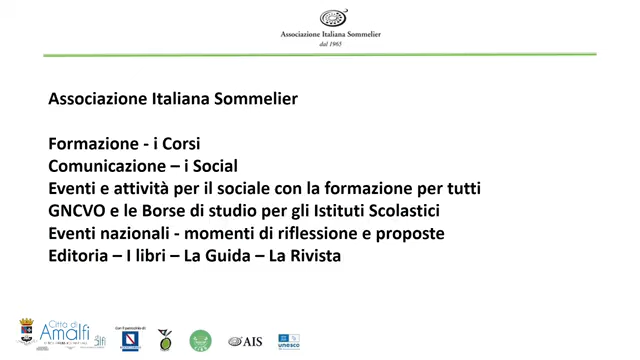 Associazione Italiana Sommelier
dal 1965
Associazione Italiana Sommelier
Formazione - i Corsi
Comunicazione – i Social
Eventi e attività per il sociale con la formazione per tutti
GNCVO e le Borse di studio per gli Istituti Scolastici
Eventi nazionali - momenti di riflessione e proposte
Editoria – I libri – La Guida – La Rivista
Città di
Amalfi
AIS
unesco